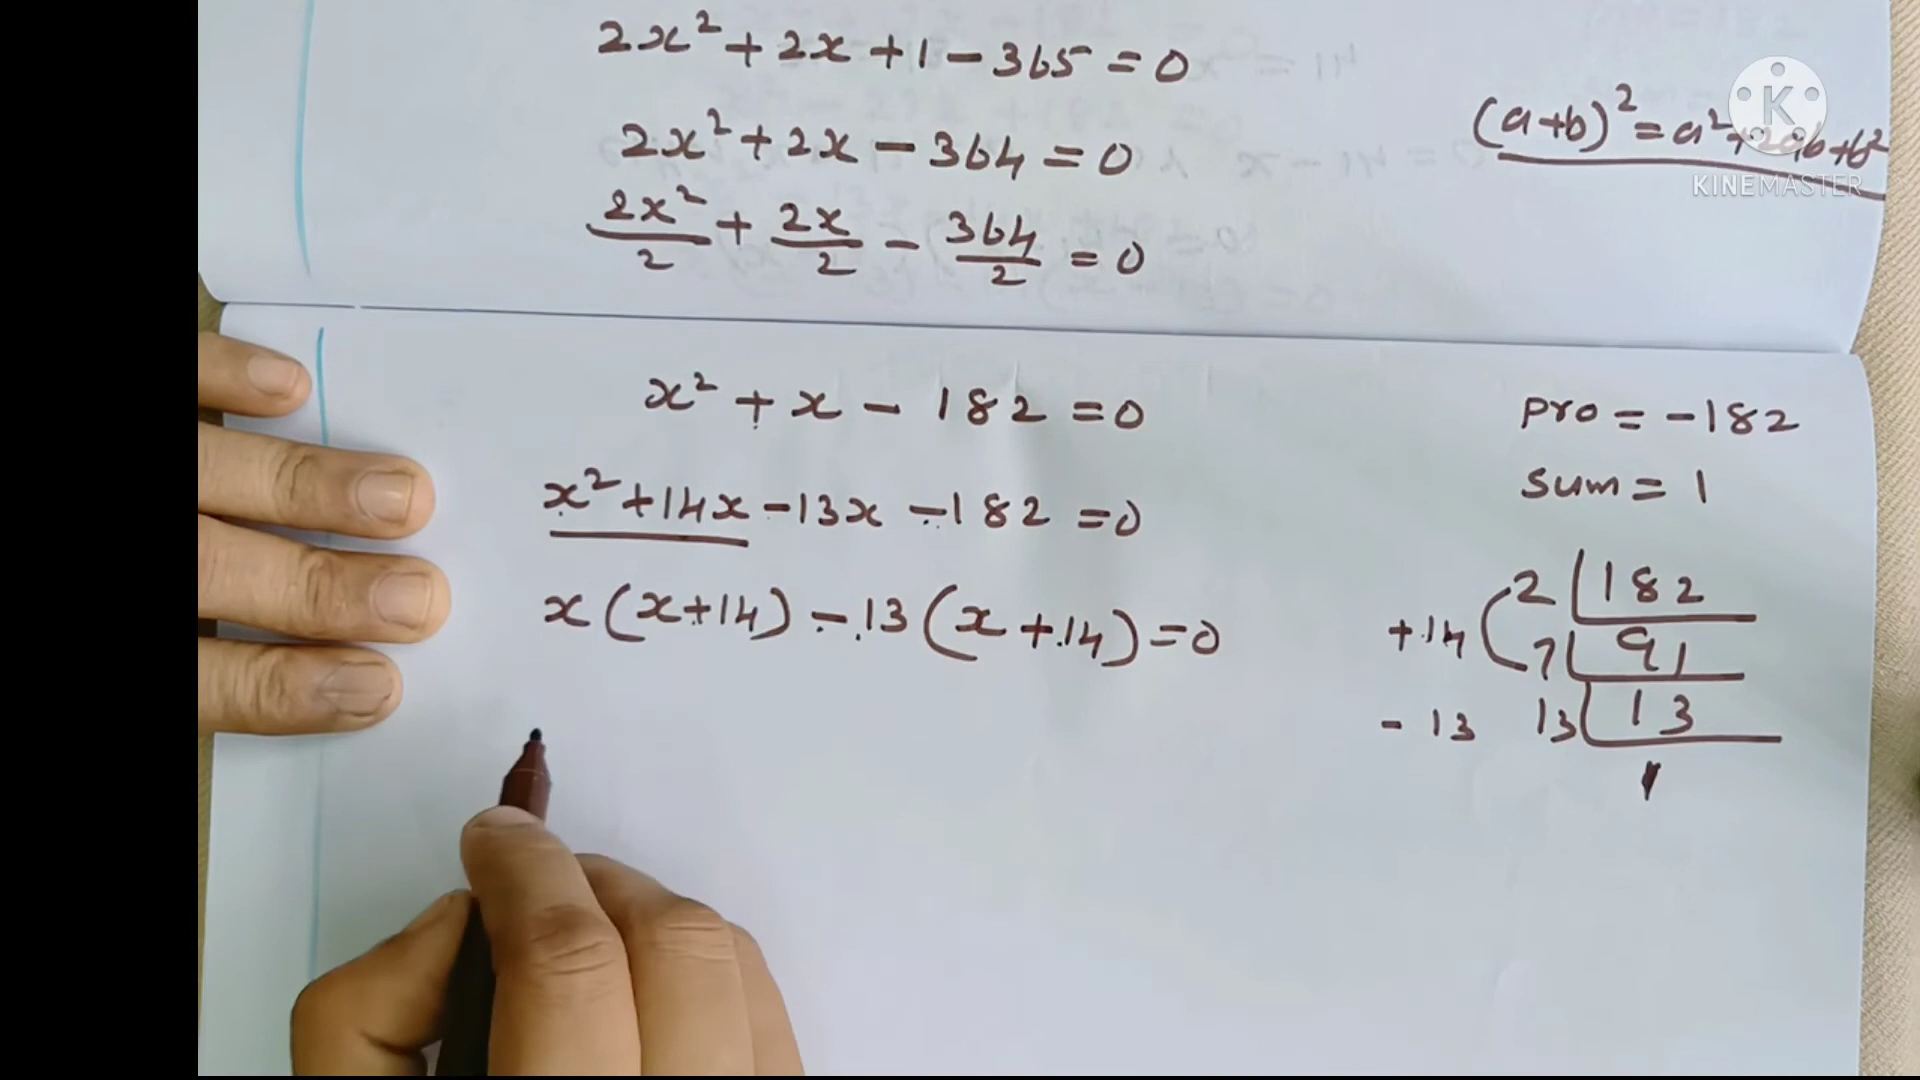 2x² + 2x + 1 - 365 = 0
(a+b)² = a² + 2ab + b²
KINEMASTER
2x² + 2x - 364 = 0
2x²/2 + 2x/2 - 364/2 = 0
x² + x - 182 = 0
pro = -182
x² + 14x - 13x - 182 = 0
sum = 1
x(x+14) - 13(x+14) = 0
2 | 182
+14
7 | 91
-13 13 | 13
1